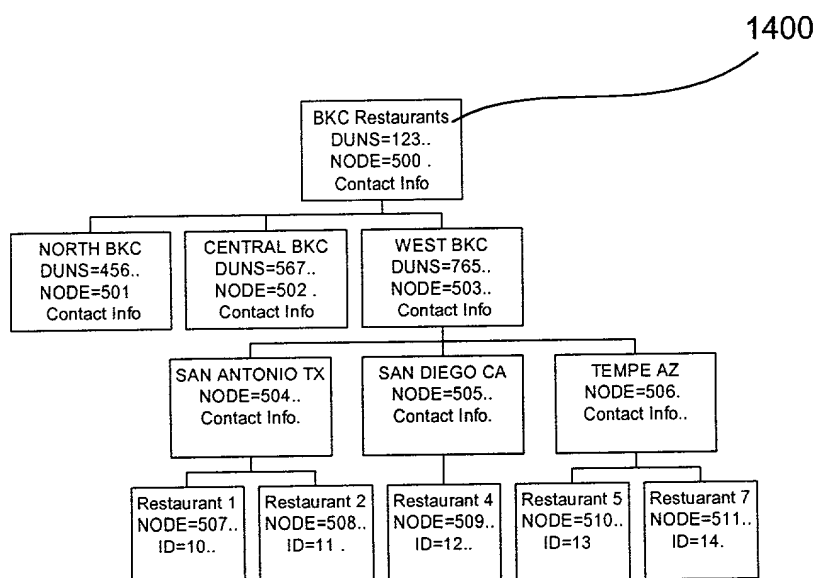 1400
BKC Restaurants
DUNS=123..
NODE=500 .
Contact Info
NORTH BKC
DUNS=456..
NODE=501
Contact Info
CENTRAL BKC
DUNS=567..
NODE=502 .
Contact Info
WEST BKC
DUNS=765..
NODE=503..
Contact Info
SAN ANTONIO TX
NODE=504..
Contact Info.
SAN DIEGO CA
NODE=505..
Contact Info.
TEMPE AZ
NODE=506.
Contact Info..
Restaurant 1
NODE=507..
ID=10..
Restaurant 2
NODE=508..
ID=11 .
Restaurant 4
NODE=509..
ID=12..
Restaurant 5
NODE=510..
ID=13
Restuarant 7
NODE=511..
ID=14.